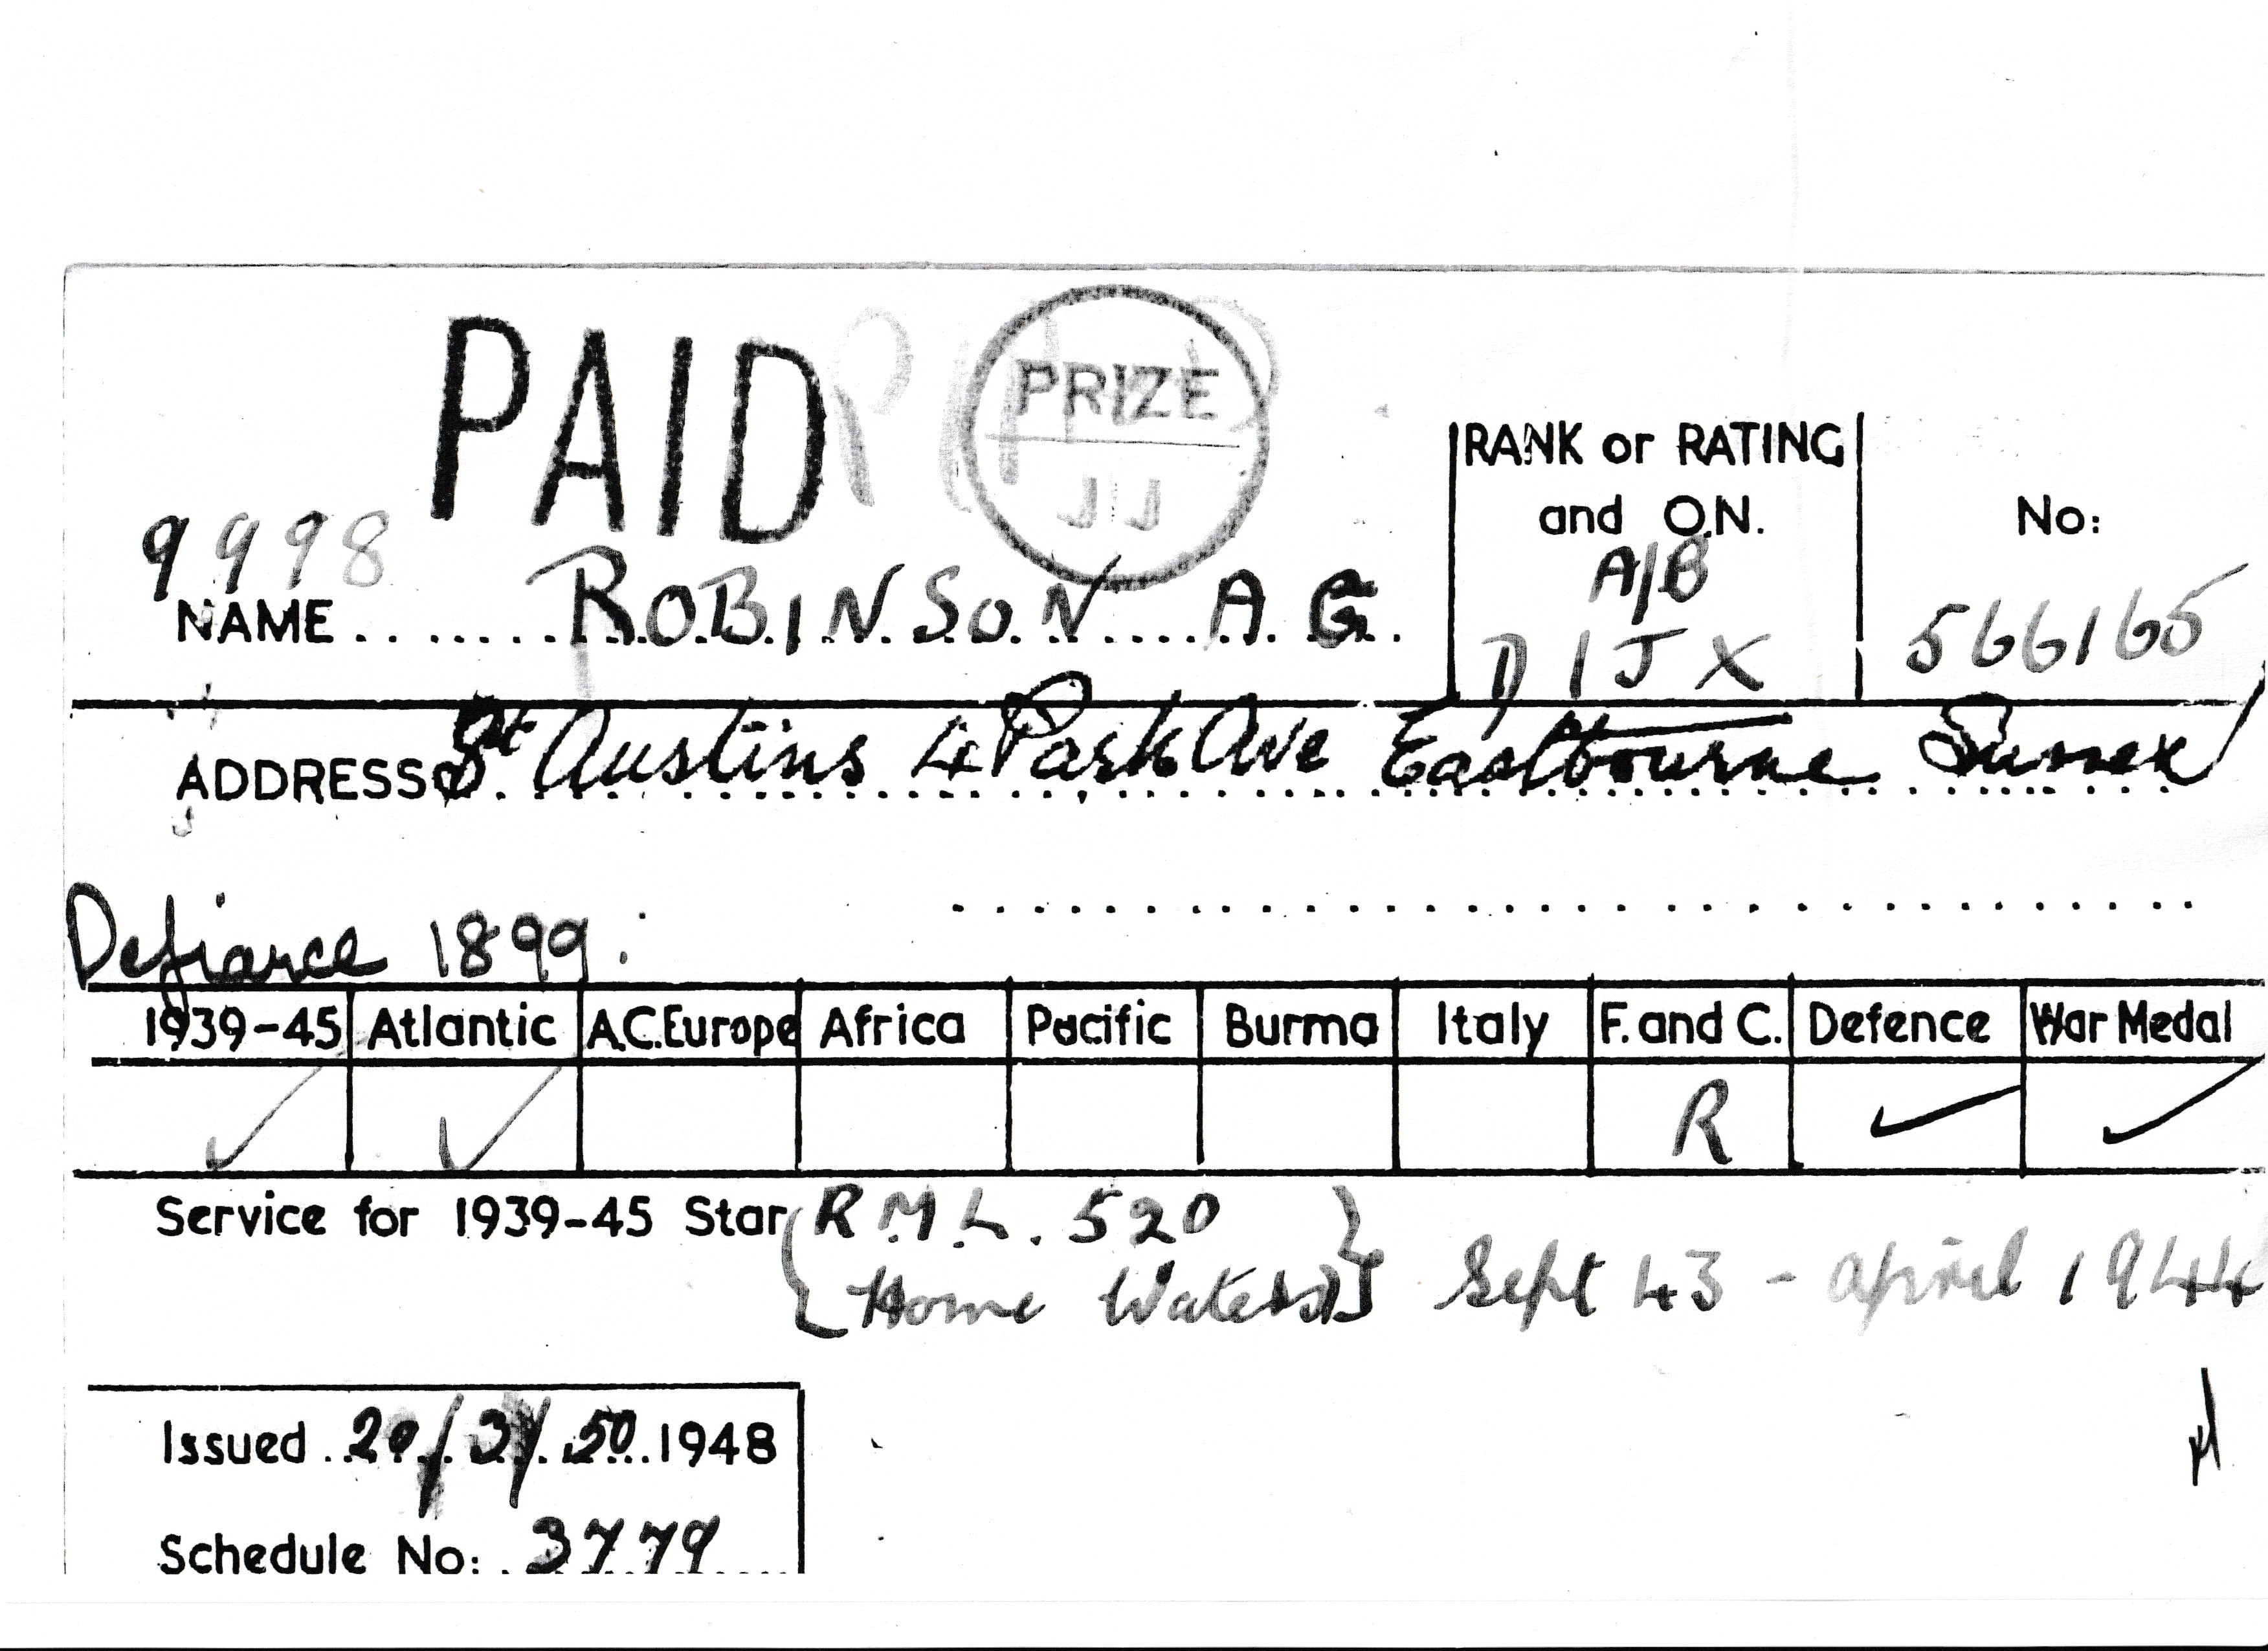 PAID PAID
PRIZE
JJ
RANK or RATING
and O.N.
No:
9998
A/B
NAME ROBINSON A. G.
D/JX 566165
ADDRESS St Austins 4 Park Ave Eastbourne Sussex
Defiance 1899.
1939-45 Atlantic A.C.Europe Africa Pacific Burma Italy F. and C. Defence War Medal
✓ ✓ R ✓ ✓
Service for 1939-45 Star { R M L. 520 }
{ Home Waters } Sept 43 - april 1944
Issued 20/3/50 1948
Schedule No: 3779